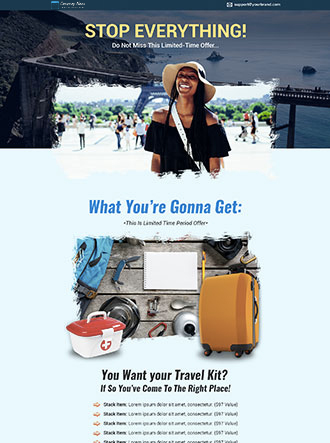 Company Name
support@yourbrand.com
STOP EVERYTHING!
Do Not Miss This Limited-Time Offer...
What You're Gonna Get:
*This Is Limited Time Period Offer*
You Want your Travel Kit?
If So You've Come To The Right Place!
Stack Item: Lorem ipsum dolor sit amet, consectetur. ($97 Value)
Stack Item: Lorem ipsum dolor sit amet, consectetur. ($97 Value)
Stack Item: Lorem ipsum dolor sit amet, consectetur. ($97 Value)
Stack Item: Lorem ipsum dolor sit amet, consectetur. ($97 Value)